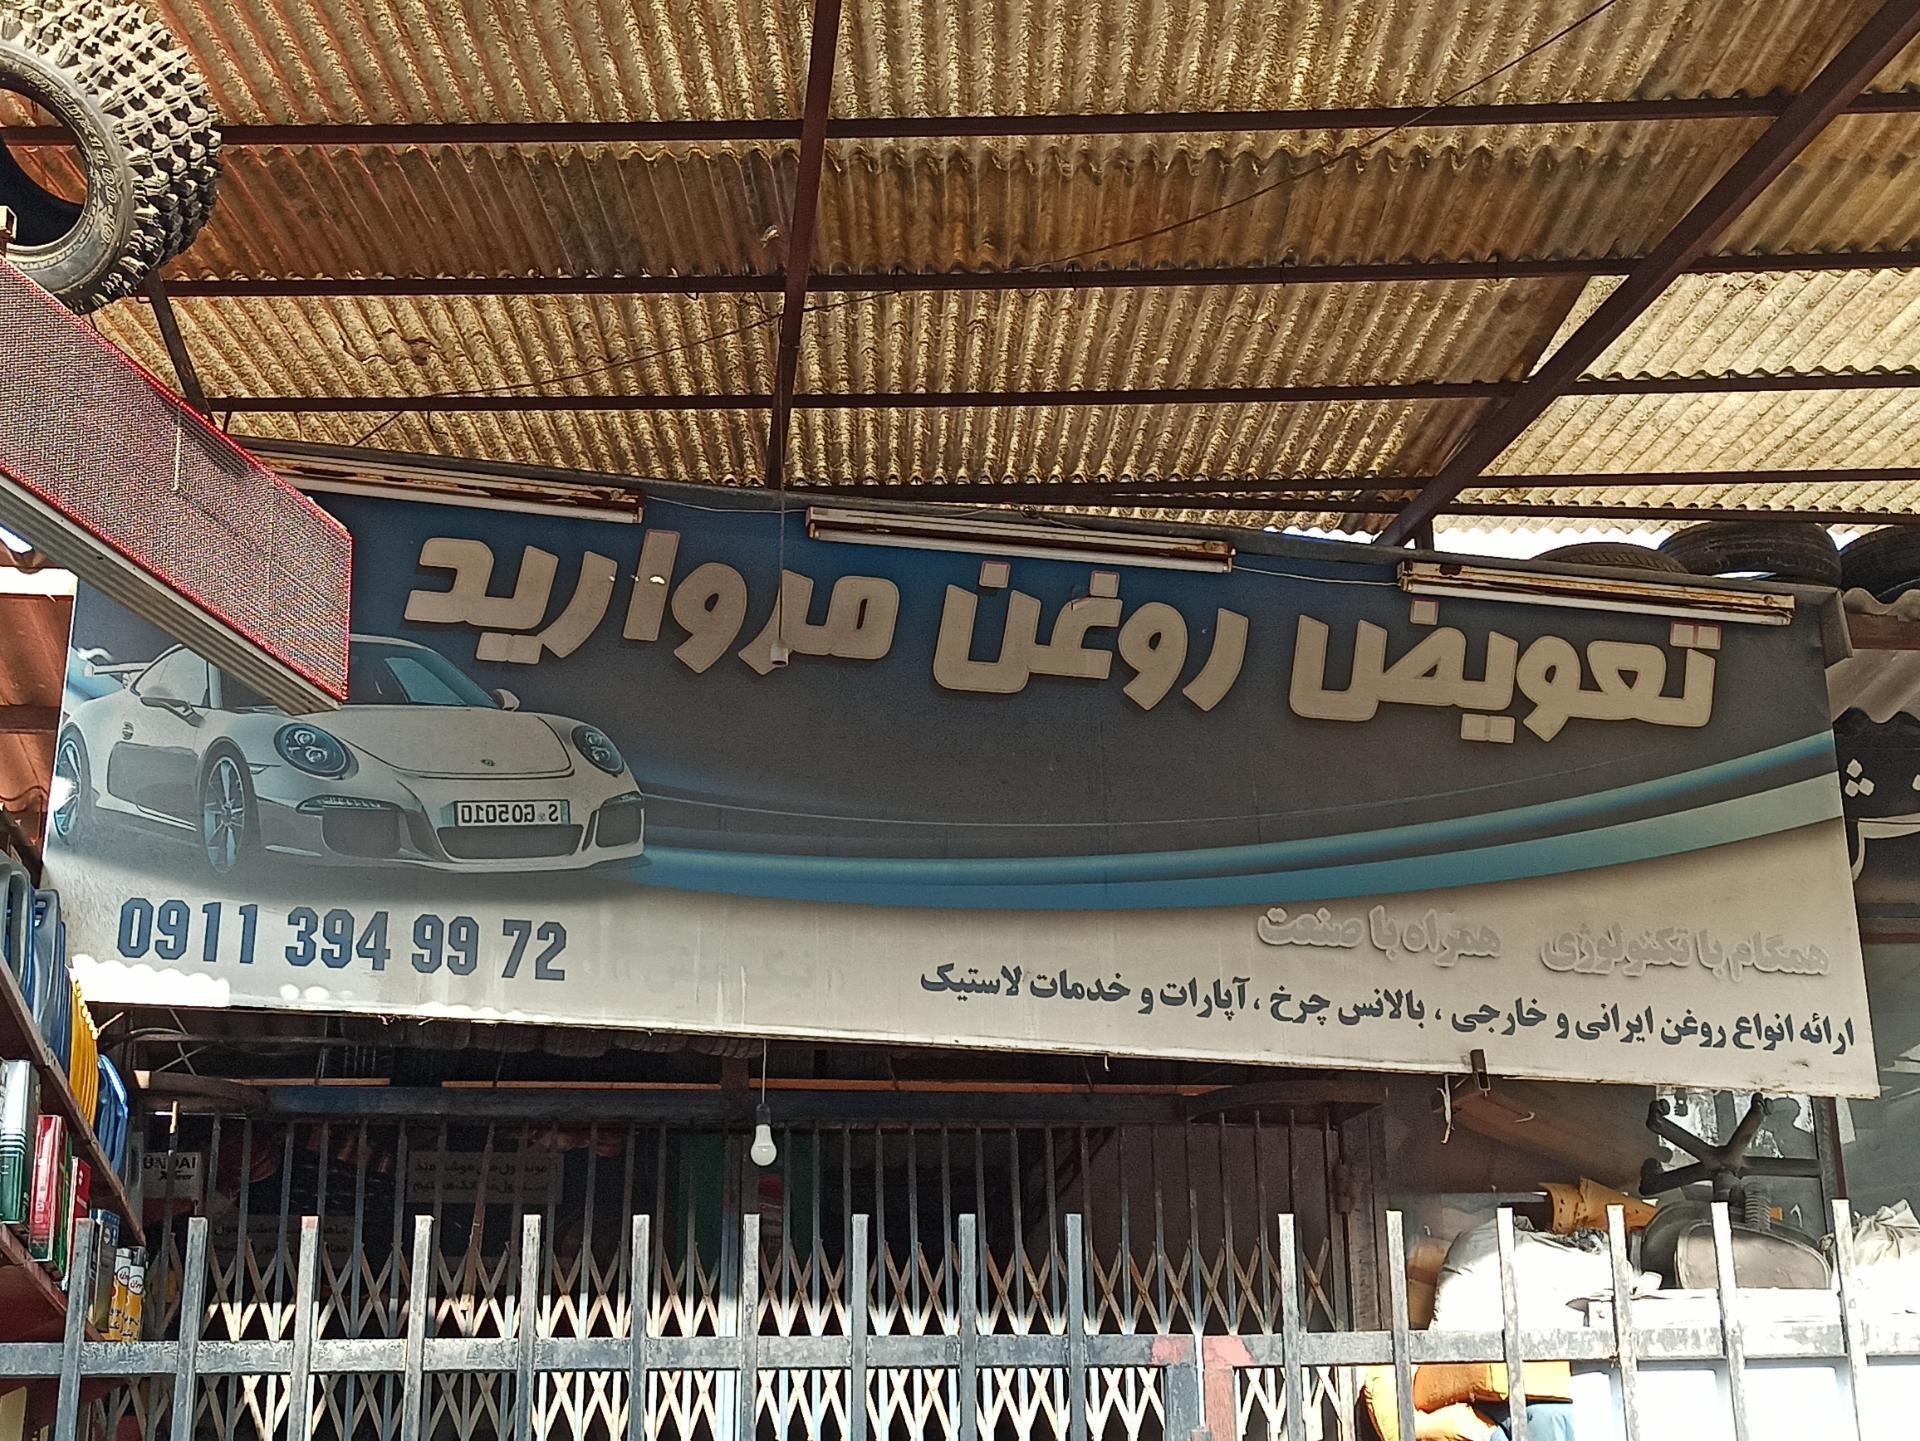 تعویض روغن مروارید
همگام با تکنولوژی همراه با صنعت
ارائه انواع روغن ایرانی و خارجی ، بالانس چرخ ، آپارات و خدمات لاستیک
0911 394 99 72
S GO5010